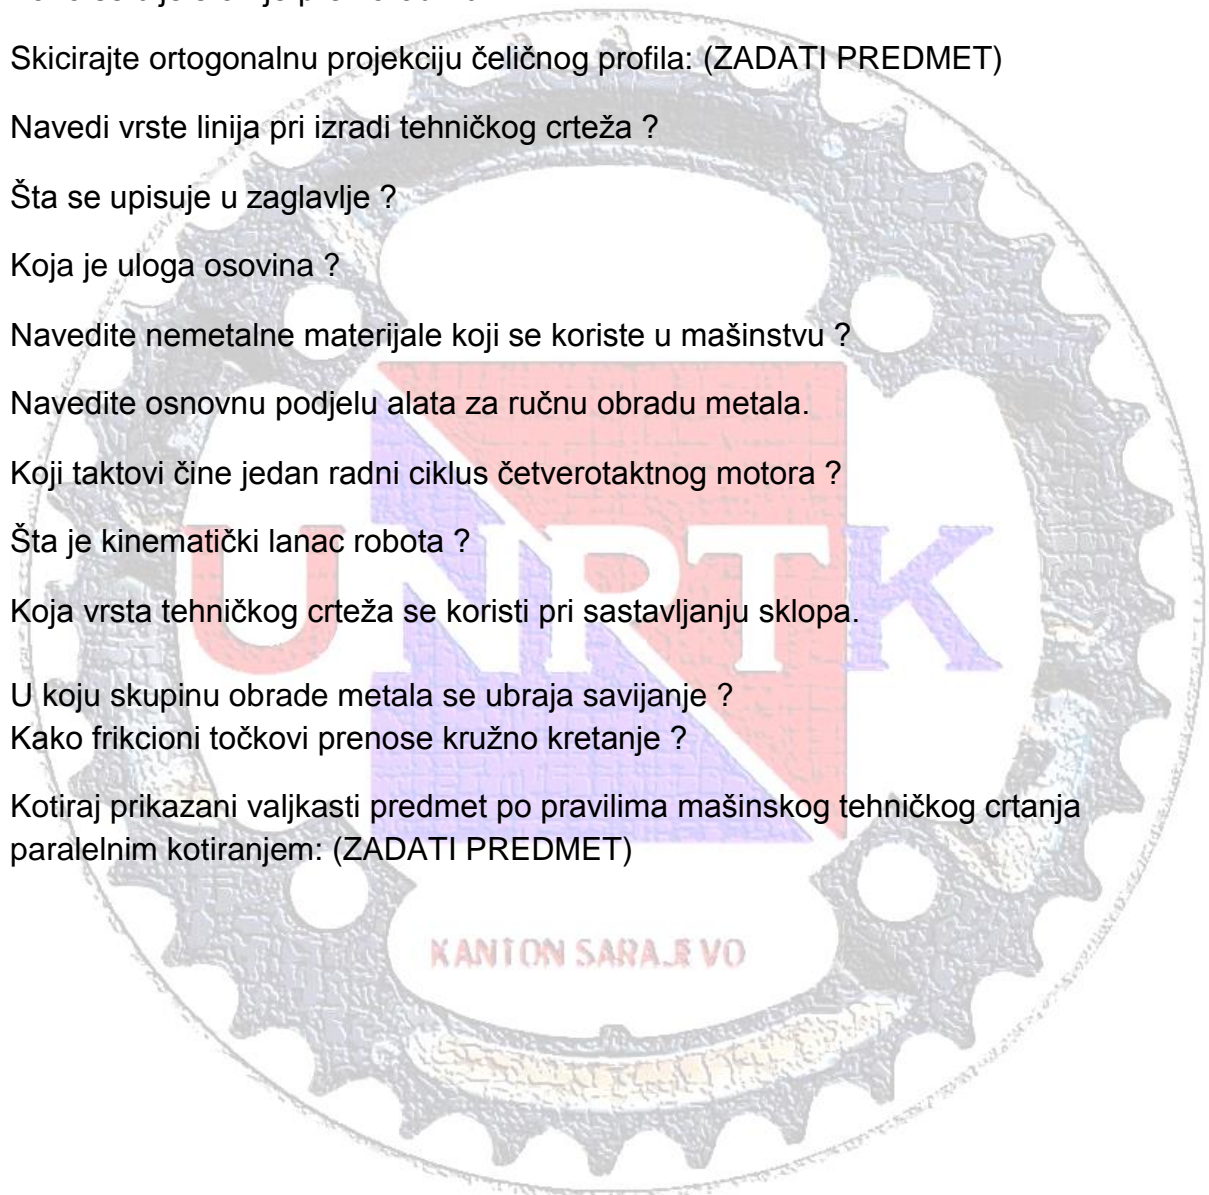 Skicirajte ortogonalnu projekciju čeličnog profila: (ZADATI PREDMET)
Navedi vrste linija pri izradi tehničkog crteža ?
Šta se upisuje u zaglavlje ?
Koja je uloga osovina ?
Navedite nemetalne materijale koji se koriste u mašinstvu ?
Navedite osnovnu podjelu alata za ručnu obradu metala.
Koji taktovi čine jedan radni ciklus četverotaktnog motora ?
Šta je kinematički lanac robota ?
Koja vrsta tehničkog crteža se koristi pri sastavljanju sklopa.
U koju skupinu obrade metala se ubraja savijanje ?
Kako frikcioni točkovi prenose kružno kretanje ?
Kotiraj prikazani valjkasti predmet po pravilima mašinskog tehničkog crtanja
paralelnim kotiranjem: (ZADATI PREDMET)
UNRTK
KANTON SARAJEVO